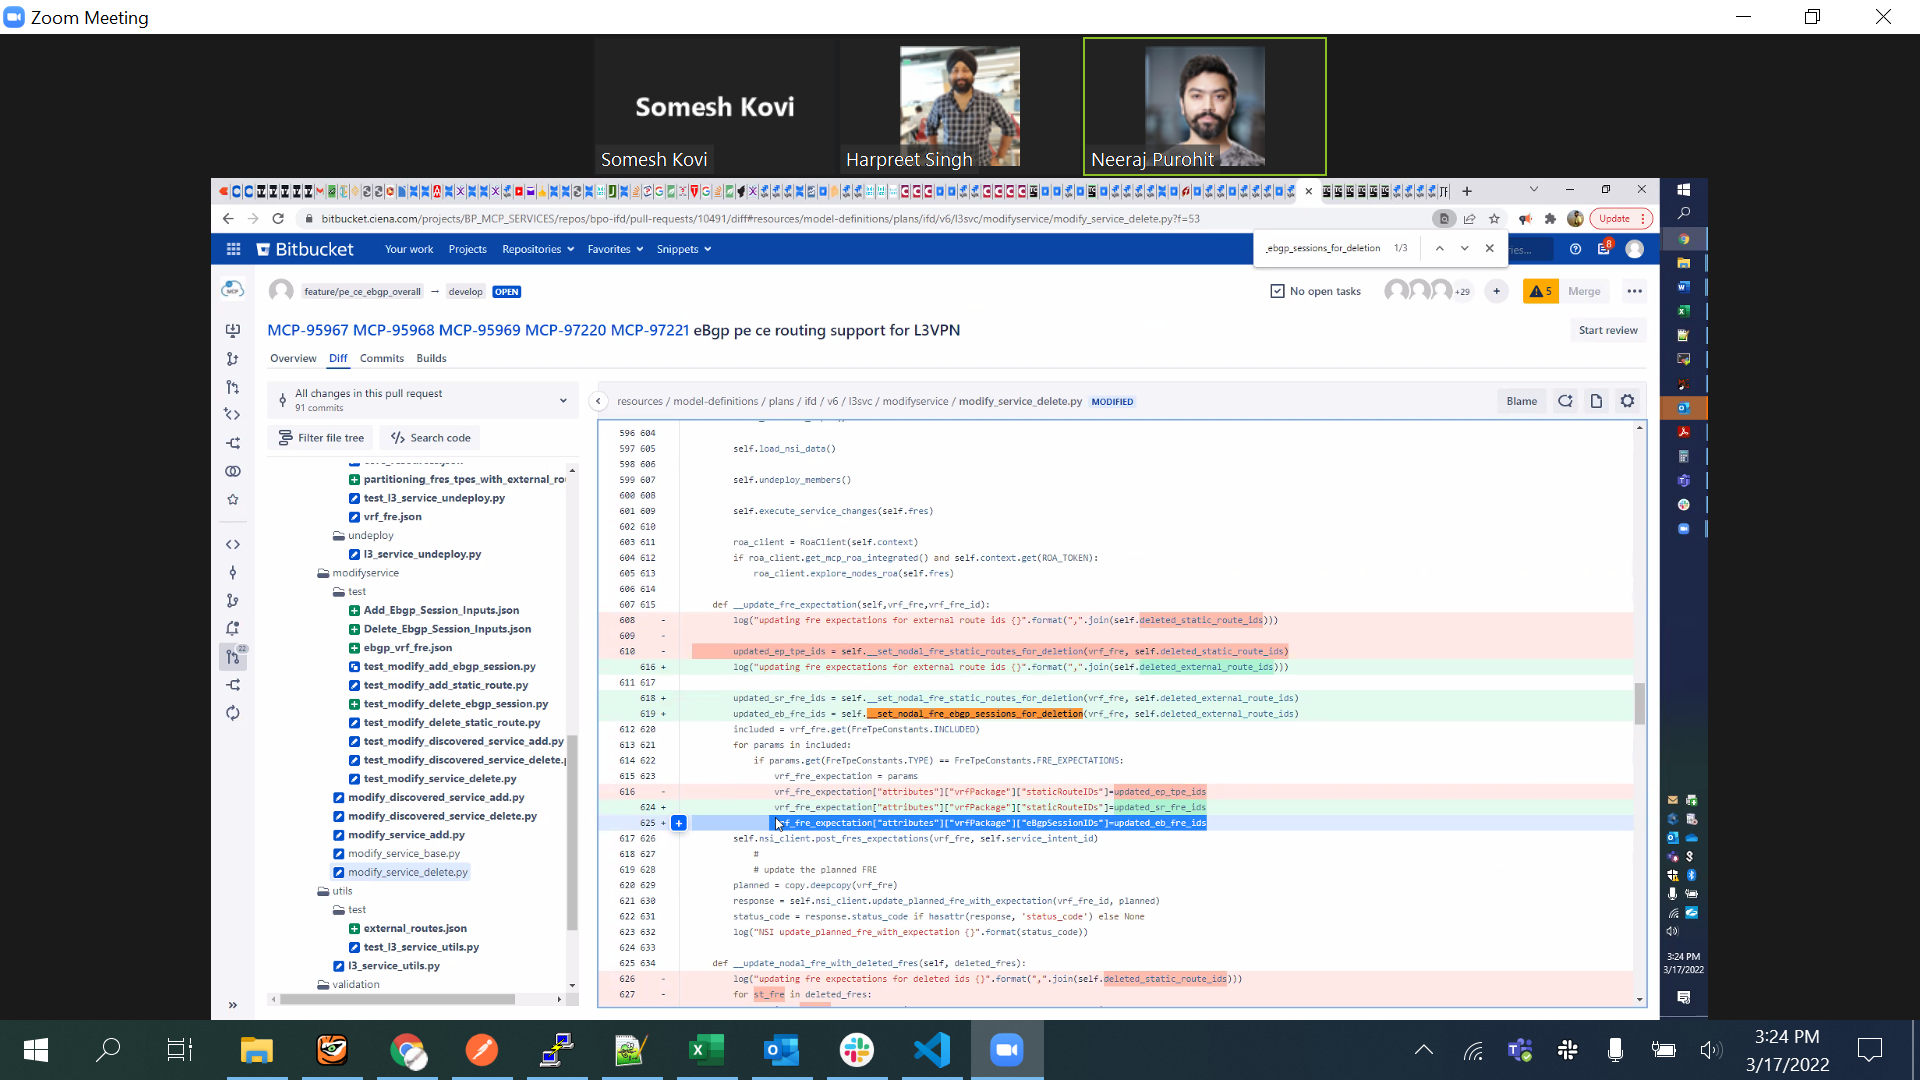 Zoom Meeting
Somesh Kovi
Somesh Kovi
Harpreet Singh
Neeraj Purohit
bitbucket.ciena.com/projects/BP_MCP_SERVICES/repos/bpo-ifd/pull-requests/10491/diff#resources/model-definitions/plans/ifd/v6/l3svc/modifyservice/modify_service_delete.py?f=53
Update
Bitbucket
Your work
Projects
Repositories
Favorites
Snippets
_ebgp_sessions_for_deletion 1/3
ries...
8
feature/pe_ce_ebgp_overall → develop OPEN
No open tasks
+29
5
Merge
MCP-95967 MCP-95968 MCP-95969 MCP-97220 MCP-97221 eBgp pe ce routing support for L3VPN
Start review
Overview
Diff
Commits
Builds
All changes in this pull request
91 commits
resources / model-definitions / plans / ifd / v6 / l3svc / modifyservice / modify_service_delete.py MODIFIED
Blame
Filter file tree
Search code
partitioning_fres_tpes_with_external_ro
test_l3_service_undeploy.py
vrf_fre.json
undeploy
l3_service_undeploy.py
modifyservice
test
Add_Ebgp_Session_Inputs.json
Delete_Ebgp_Session_Inputs.json
ebgp_vrf_fre.json
test_modify_add_ebgp_session.py
test_modify_add_static_route.py
test_modify_delete_ebgp_session.py
test_modify_delete_static_route.py
test_modify_discovered_service_add.py
test_modify_discovered_service_delete.p
test_modify_service_delete.py
modify_discovered_service_add.py
modify_discovered_service_delete.py
modify_service_add.py
modify_service_base.py
modify_service_delete.py
utils
test
external_routes.json
test_l3_service_utils.py
l3_service_utils.py
validation
22
596 604
597 605 self.load_nsi_data()
598 606
599 607 self.undeploy_members()
600 608
601 609 self.execute_service_changes(self.fres)
602 610
603 611 roa_client = RoaClient(self.context)
604 612 if roa_client.get_mcp_roa_integrated() and self.context.get(ROA_TOKEN):
605 613 roa_client.explore_nodes_roa(self.fres)
606 614
607 615 def __update_fre_expectation(self,vrf_fre,vrf_fre_id):
608 - log("updating fre expectations for external route ids {}".format(",".join(self.deleted_static_route_ids)))
609 -
610 - updated_ep_tpe_ids = self.__set_nodal_fre_static_routes_for_deletion(vrf_fre, self.deleted_static_route_ids)
616 + log("updating fre expectations for external route ids {}".format(",".join(self.deleted_external_route_ids)))
611 617
618 + updated_sr_fre_ids = self.__set_nodal_fre_static_routes_for_deletion(vrf_fre, self.deleted_external_route_ids)
619 + updated_eb_fre_ids = self.__set_nodal_fre_ebgp_sessions_for_deletion(vrf_fre, self.deleted_external_route_ids)
612 620 included = vrf_fre.get(FreTpeConstants.INCLUDED)
613 621 for params in included:
614 622 if params.get(FreTpeConstants.TYPE) == FreTpeConstants.FRE_EXPECTATIONS:
615 623 vrf_fre_expectation = params
616 - vrf_fre_expectation["attributes"]["vrfPackage"]["staticRouteIDs"]=updated_ep_tpe_ids
624 + vrf_fre_expectation["attributes"]["vrfPackage"]["staticRouteIDs"]=updated_sr_fre_ids
625 + vrf_fre_expectation["attributes"]["vrfPackage"]["eBgpSessionIDs"]=updated_eb_fre_ids
617 626 self.nsi_client.post_fres_expectations(vrf_fre, self.service_intent_id)
618 627 #
619 628 # update the planned FRE
620 629 planned = copy.deepcopy(vrf_fre)
621 630 response = self.nsi_client.update_planned_fre_with_expectation(vrf_fre_id, planned)
622 631 status_code = response.status_code if hasattr(response, 'status_code') else None
623 632 log("NSI update_planned_fre_with_expectation {}".format(status_code))
624 633
625 634 def __update_nodal_fre_with_deleted_fres(self, deleted_fres):
626 - log("updating fre expectations for deleted ids {}".format(",".join(self.deleted_static_route_ids)))
627 - for st_fre in deleted_fres:
3:24 PM
3/17/2022
3:24 PM
3/17/2022